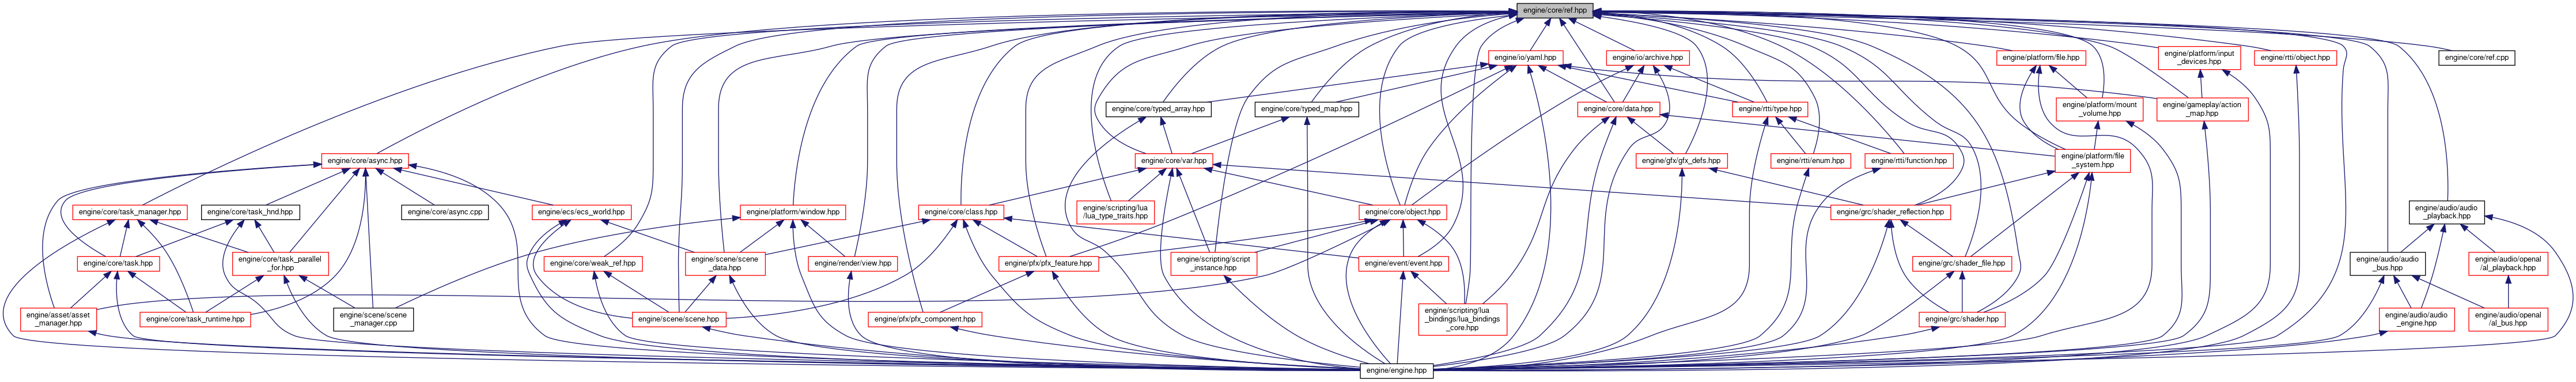 engine/core/ref.hpp
engine/io/yaml.hpp
engine/io/archive.hpp
engine/platform/file.hpp
engine/platform/input
_devices.hpp
engine/rtti/object.hpp
engine/core/ref.cpp
engine/core/typed_array.hpp
engine/core/typed_map.hpp
engine/core/data.hpp
engine/rtti/type.hpp
engine/platform/mount
_volume.hpp
engine/gameplay/action
_map.hpp
engine/core/async.hpp
engine/core/var.hpp
engine/gfx/gfx_defs.hpp
engine/rtti/enum.hpp
engine/rtti/function.hpp
engine/platform/file
_system.hpp
engine/core/task_manager.hpp
engine/core/task_hnd.hpp
engine/core/async.cpp
engine/ecs/ecs_world.hpp
engine/platform/window.hpp
engine/core/class.hpp
engine/scripting/lua
/lua_type_traits.hpp
engine/core/object.hpp
engine/grc/shader_reflection.hpp
engine/audio/audio
_playback.hpp
engine/core/task.hpp
engine/core/task_parallel
_for.hpp
engine/core/weak_ref.hpp
engine/scene/scene
_data.hpp
engine/render/view.hpp
engine/pfx/pfx_feature.hpp
engine/scripting/script
_instance.hpp
engine/event/event.hpp
engine/grc/shader_file.hpp
engine/audio/audio
_bus.hpp
engine/audio/openal
/al_playback.hpp
engine/asset/asset
_manager.hpp
engine/core/task_runtime.hpp
engine/scene/scene
_manager.cpp
engine/scene/scene.hpp
engine/pfx/pfx_component.hpp
engine/scripting/lua
_bindings/lua_bindings
_core.hpp
engine/grc/shader.hpp
engine/audio/audio
_engine.hpp
engine/audio/openal
/al_bus.hpp
engine/engine.hpp